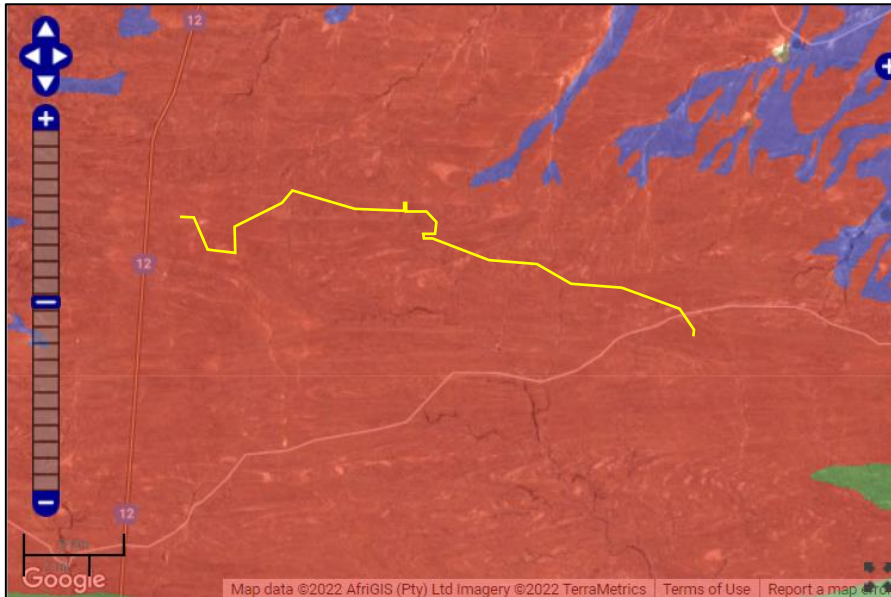 12
12
12
Google
Map data ©2022 AfriGIS (Pty) Ltd Imagery ©2022 TerraMetrics
Terms of Use
Report a map error